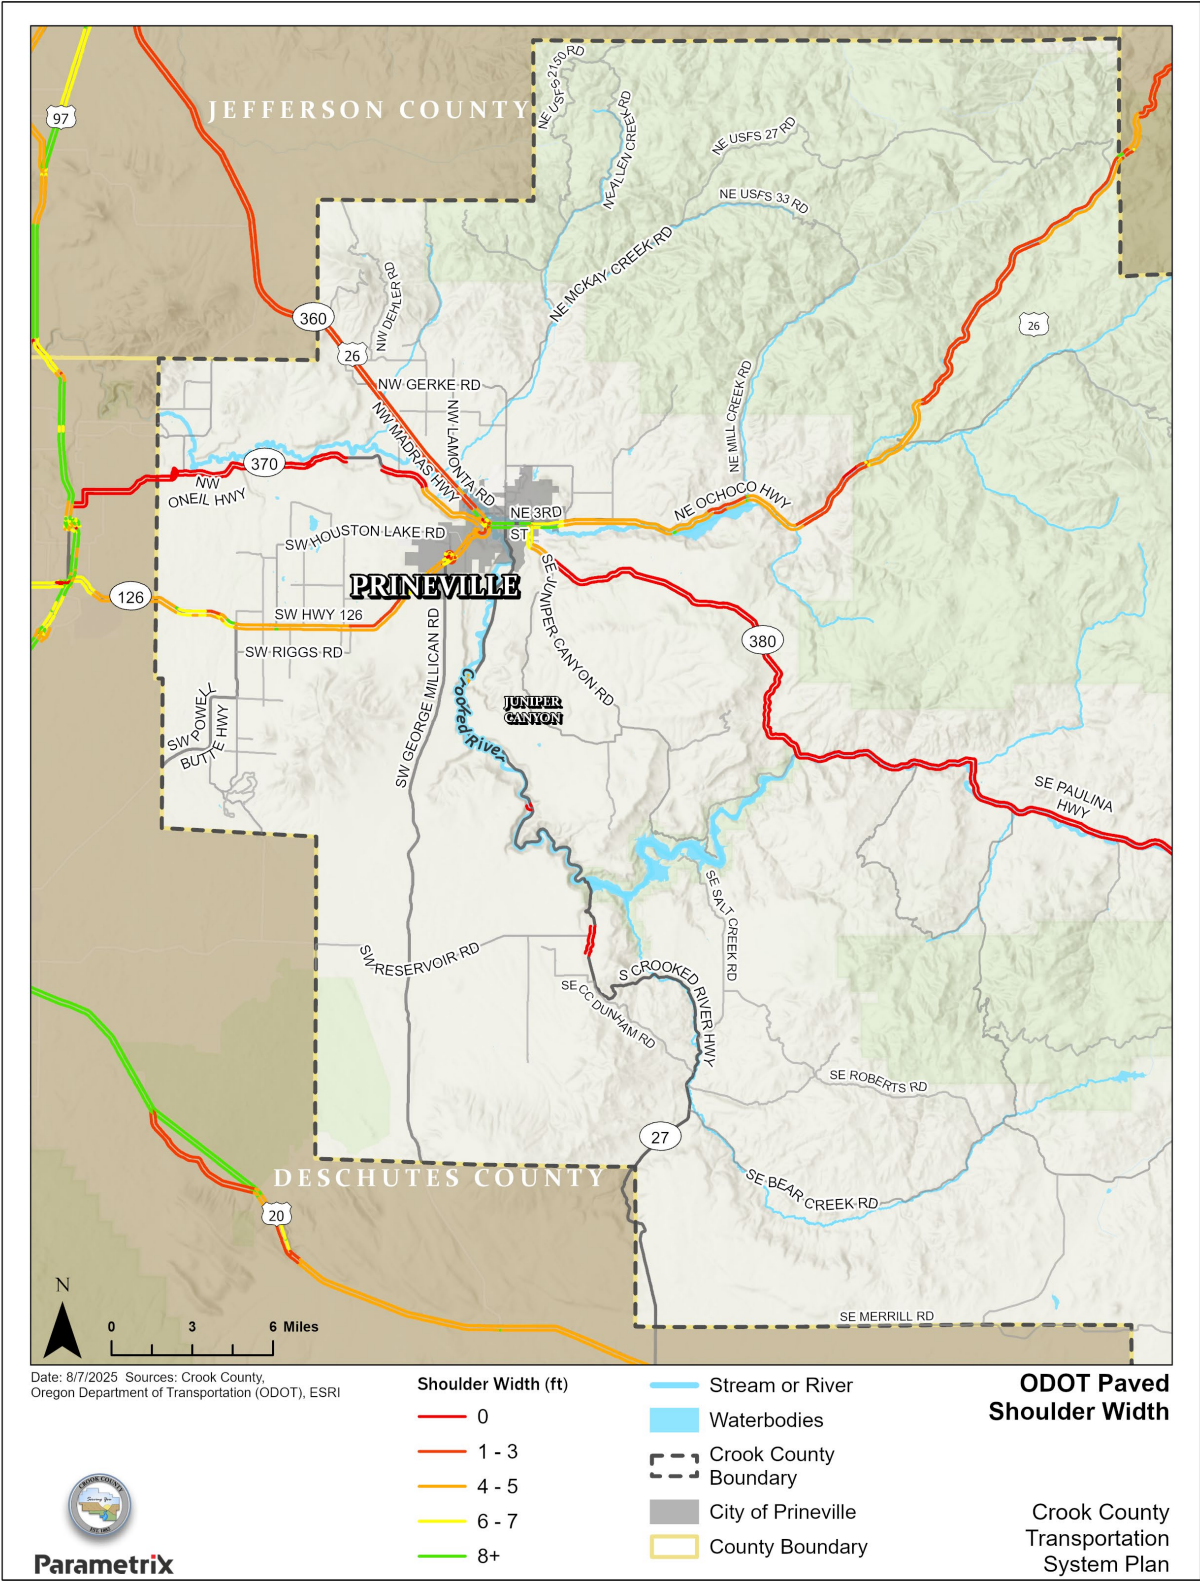 JEFFERSON COUNTY
97
NE USFS 2150 RD
NE ALLEN CREEK RD
NE USFS 27 RD
NE USFS 33 RD
NE MCKAY CREEK RD
NW DEHLER RD
360
26
26
NW GERKE RD
NW MADRAS HWY
NW LAMONTA RD
NE MILL CREEK RD
370
NW
ONEIL HWY
NE OCHOCO HWY
NE 3RD
ST
SW HOUSTON LAKE RD
PRINEVILLE
126
SW HWY 126
SW RIGGS RD
SE JUNIPER CANYON RD
380
SW GEORGE MILLICAN RD
Crooked River
JUNIPER
CANYON
SW POWELL
BUTTE HWY
SE PAULINA
HWY
SE SALT CREEK RD
SW RESERVOIR RD
S CROOKED RIVER HWY
SE CC DUNHAM RD
SE ROBERTS RD
27
DESCHUTES COUNTY
SE BEAR CREEK RD
20
SE MERRILL RD
N
0 3 6 Miles
Date: 8/7/2025 Sources: Crook County,
Oregon Department of Transportation (ODOT), ESRI
Shoulder Width (ft)
0
1 - 3
4 - 5
6 - 7
8+
Stream or River
Waterbodies
Crook County
Boundary
City of Prineville
County Boundary
ODOT Paved
Shoulder Width
Crook County
Transportation
System Plan
CROOK COUNTY
Parametrix